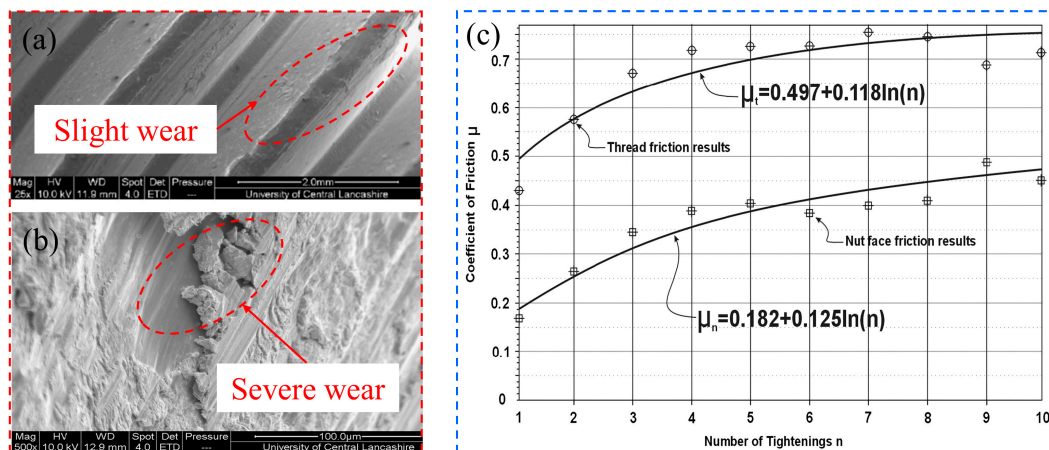 (a)
Slight wear
Mag HV WD Spot Det Pressure
25x 10.0 kV 11.9 mm 4.0 ETD --- 2.0mm University of Central Lancashire
(b)
Severe wear
Mag HV WD Spot Det Pressure
500x 10.0 kV 12.9 mm 4.0 ETD --- 100.0µm University of Central Lancashire
(c)
Coefficient of Friction µ
0.7
0.6
0.5
0.4
0.3
0.2
0.1
0
µt=0.497+0.118ln(n)
Thread friction results
Nut face friction results
µn=0.182+0.125ln(n)
1 2 3 4 5 6 7 8 9 10
Number of Tightenings n